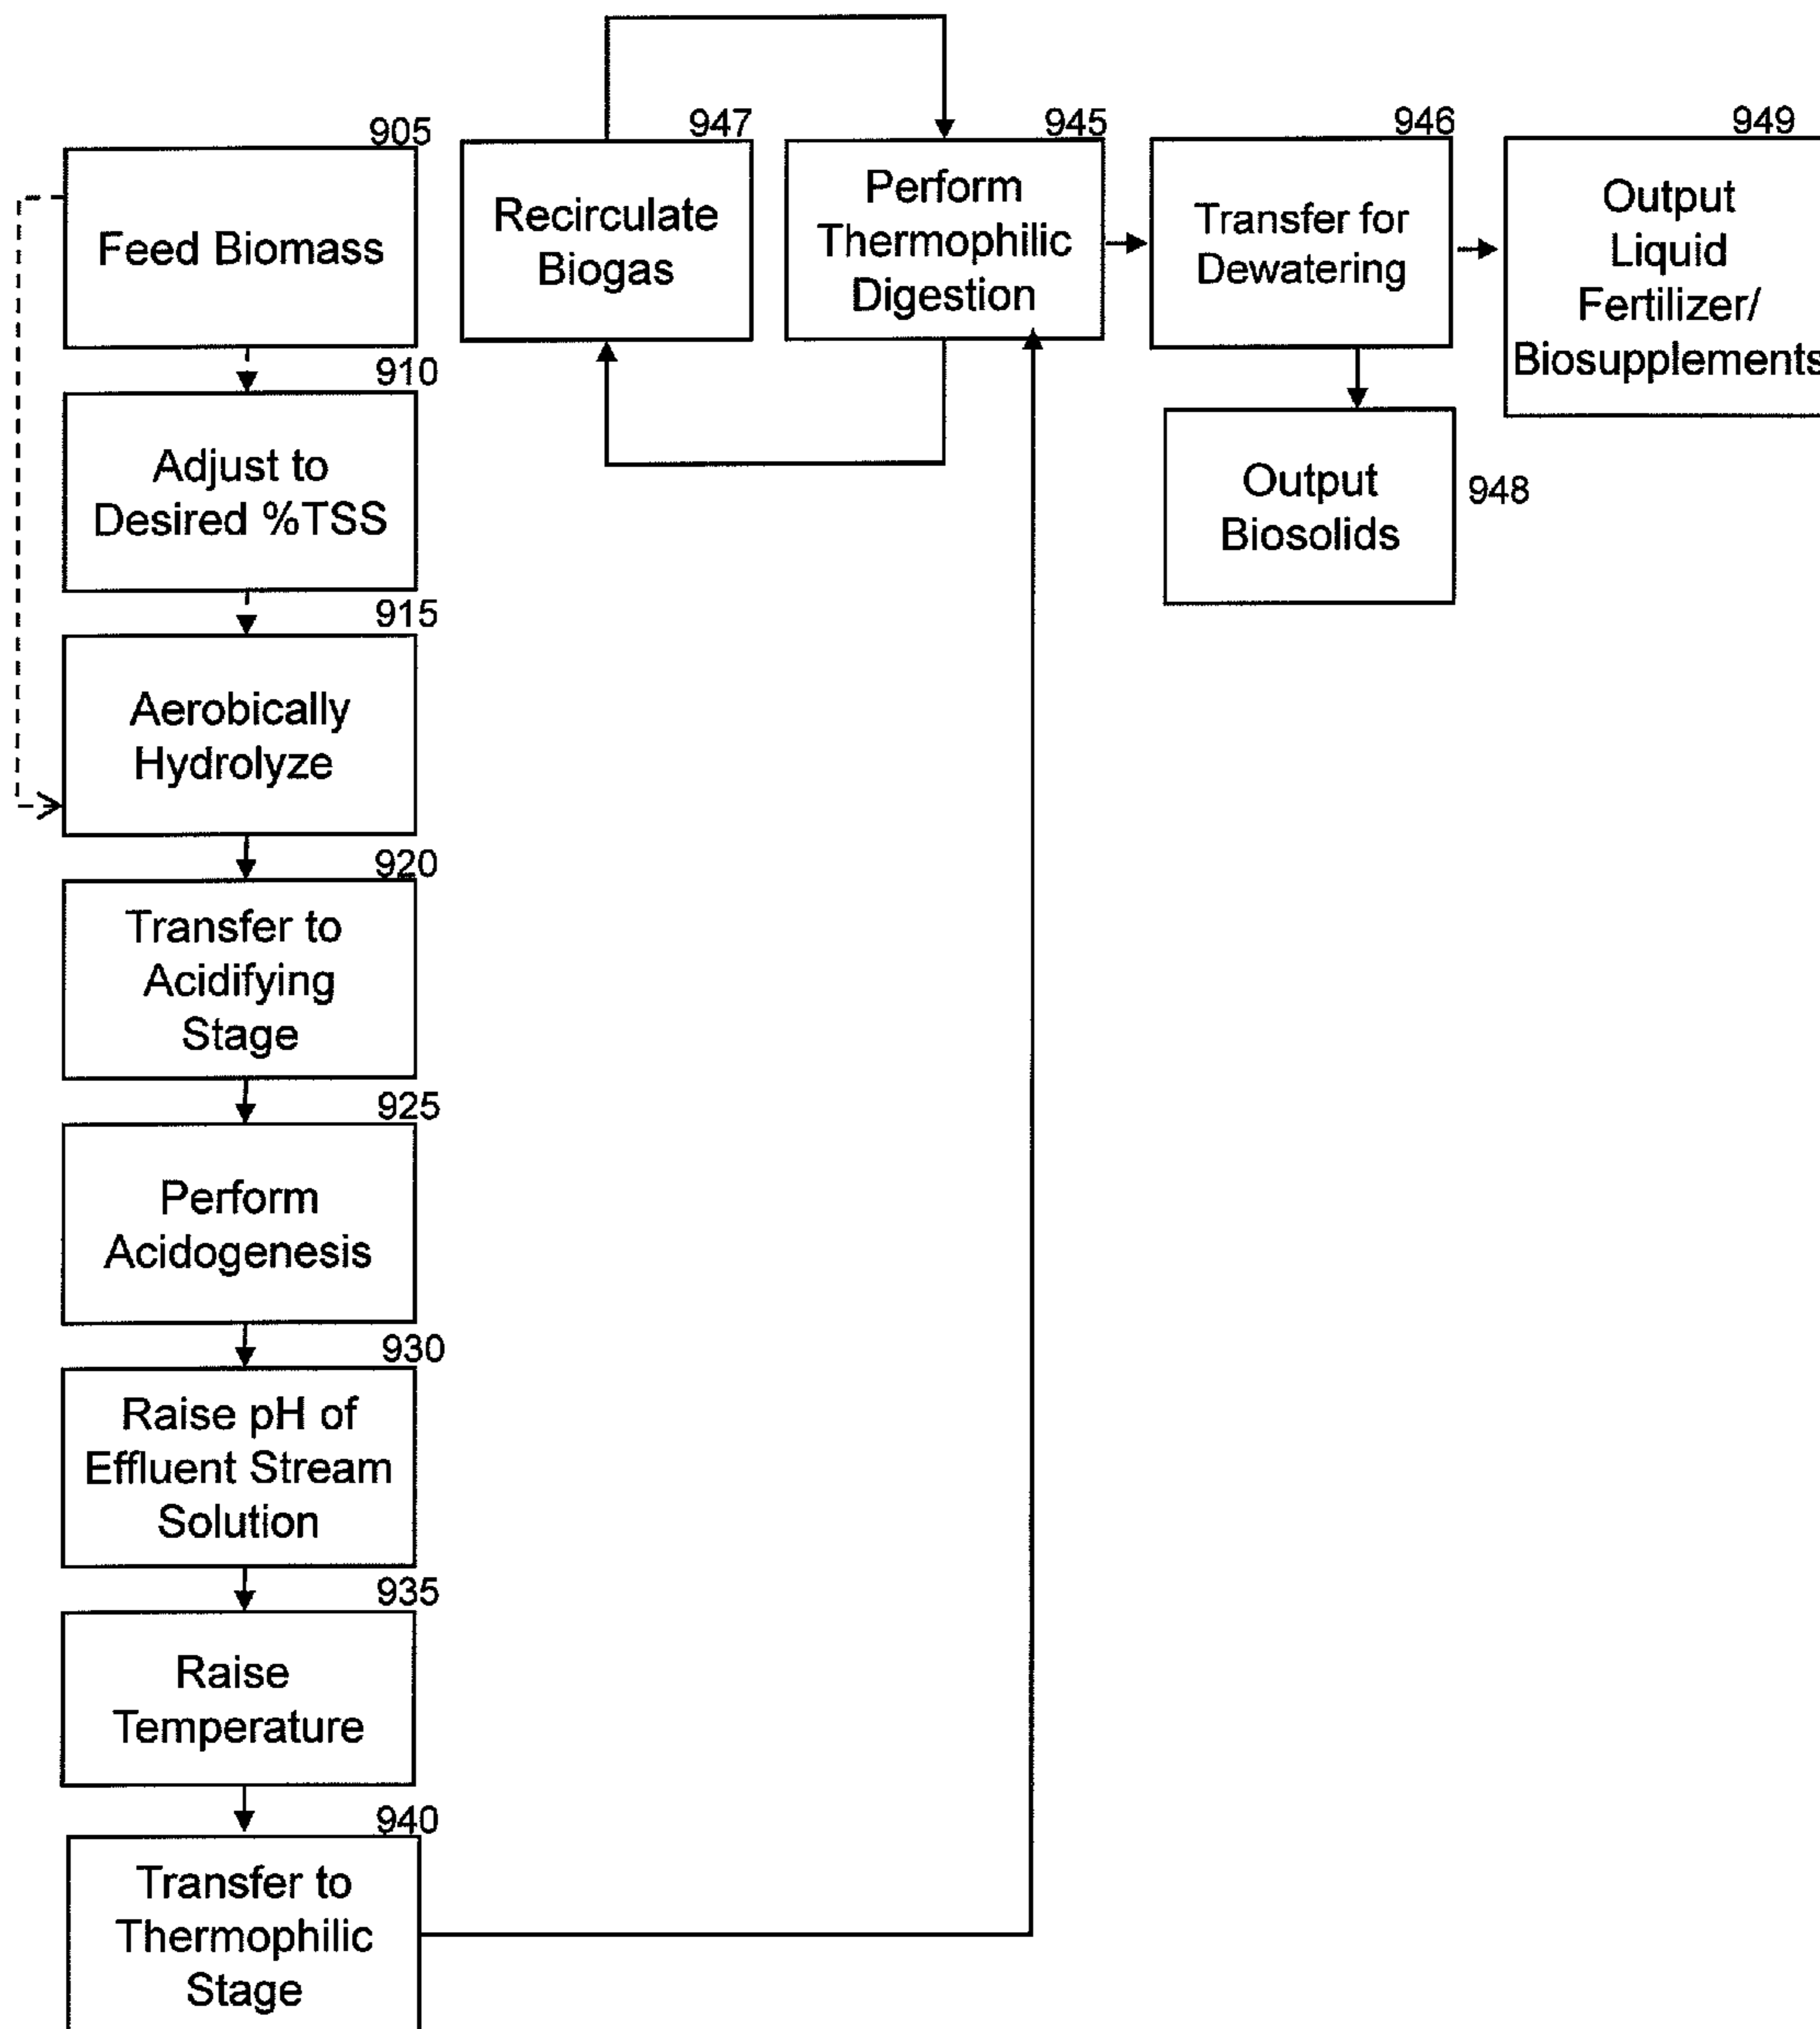 905
Feed Biomass
910
Adjust to
Desired %TSS
915
Aerobically
Hydrolyze
920
Transfer to
Acidifying
Stage
925
Perform
Acidogenesis
930
Raise pH of
Effluent Stream
Solution
935
Raise
Temperature
940
Transfer to
Thermophilic
Stage
947
Recirculate
Biogas
945
Perform
Thermophilic
Digestion
946
Transfer for
Dewatering
948
Output
Biosolids
949
Output
Liquid
Fertilizer/
Biosupplements